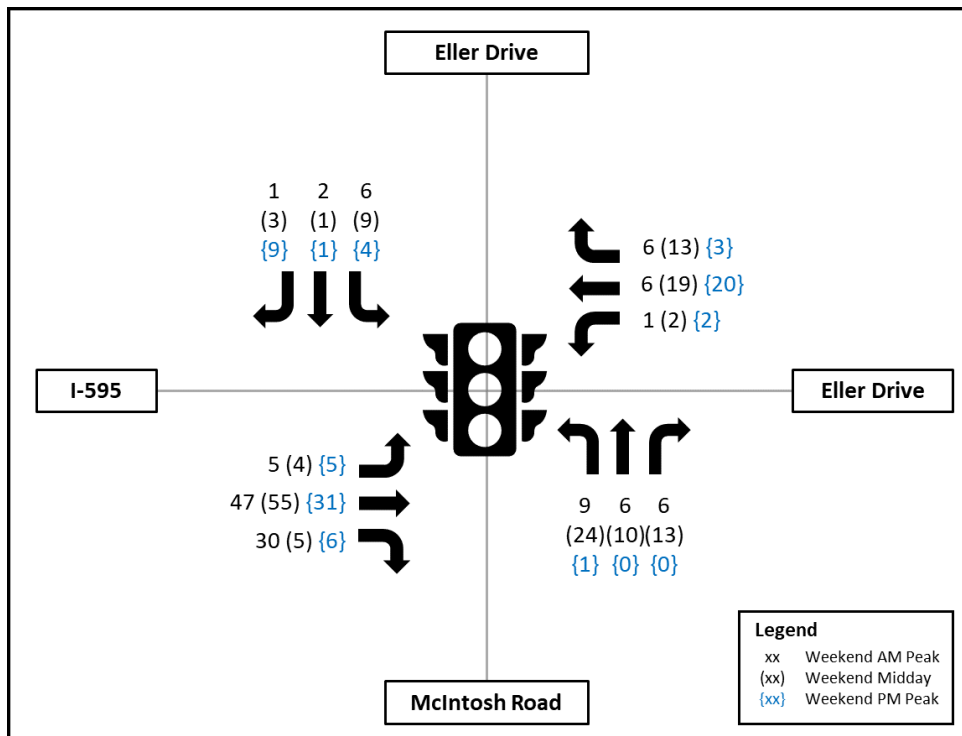 Eller Drive
1 2 6
(3) (1) (9)
{9} {1} {4}
6 (13) {3}
6 (19) {20}
1 (2) {2}
I-595
Eller Drive
5 (4) {5}
47 (55) {31}
30 (5) {6}
9 6 6
(24) (10) (13)
{1} {0} {0}
McIntosh Road
Legend
xx Weekend AM Peak
(xx) Weekend Midday
{xx} Weekend PM Peak